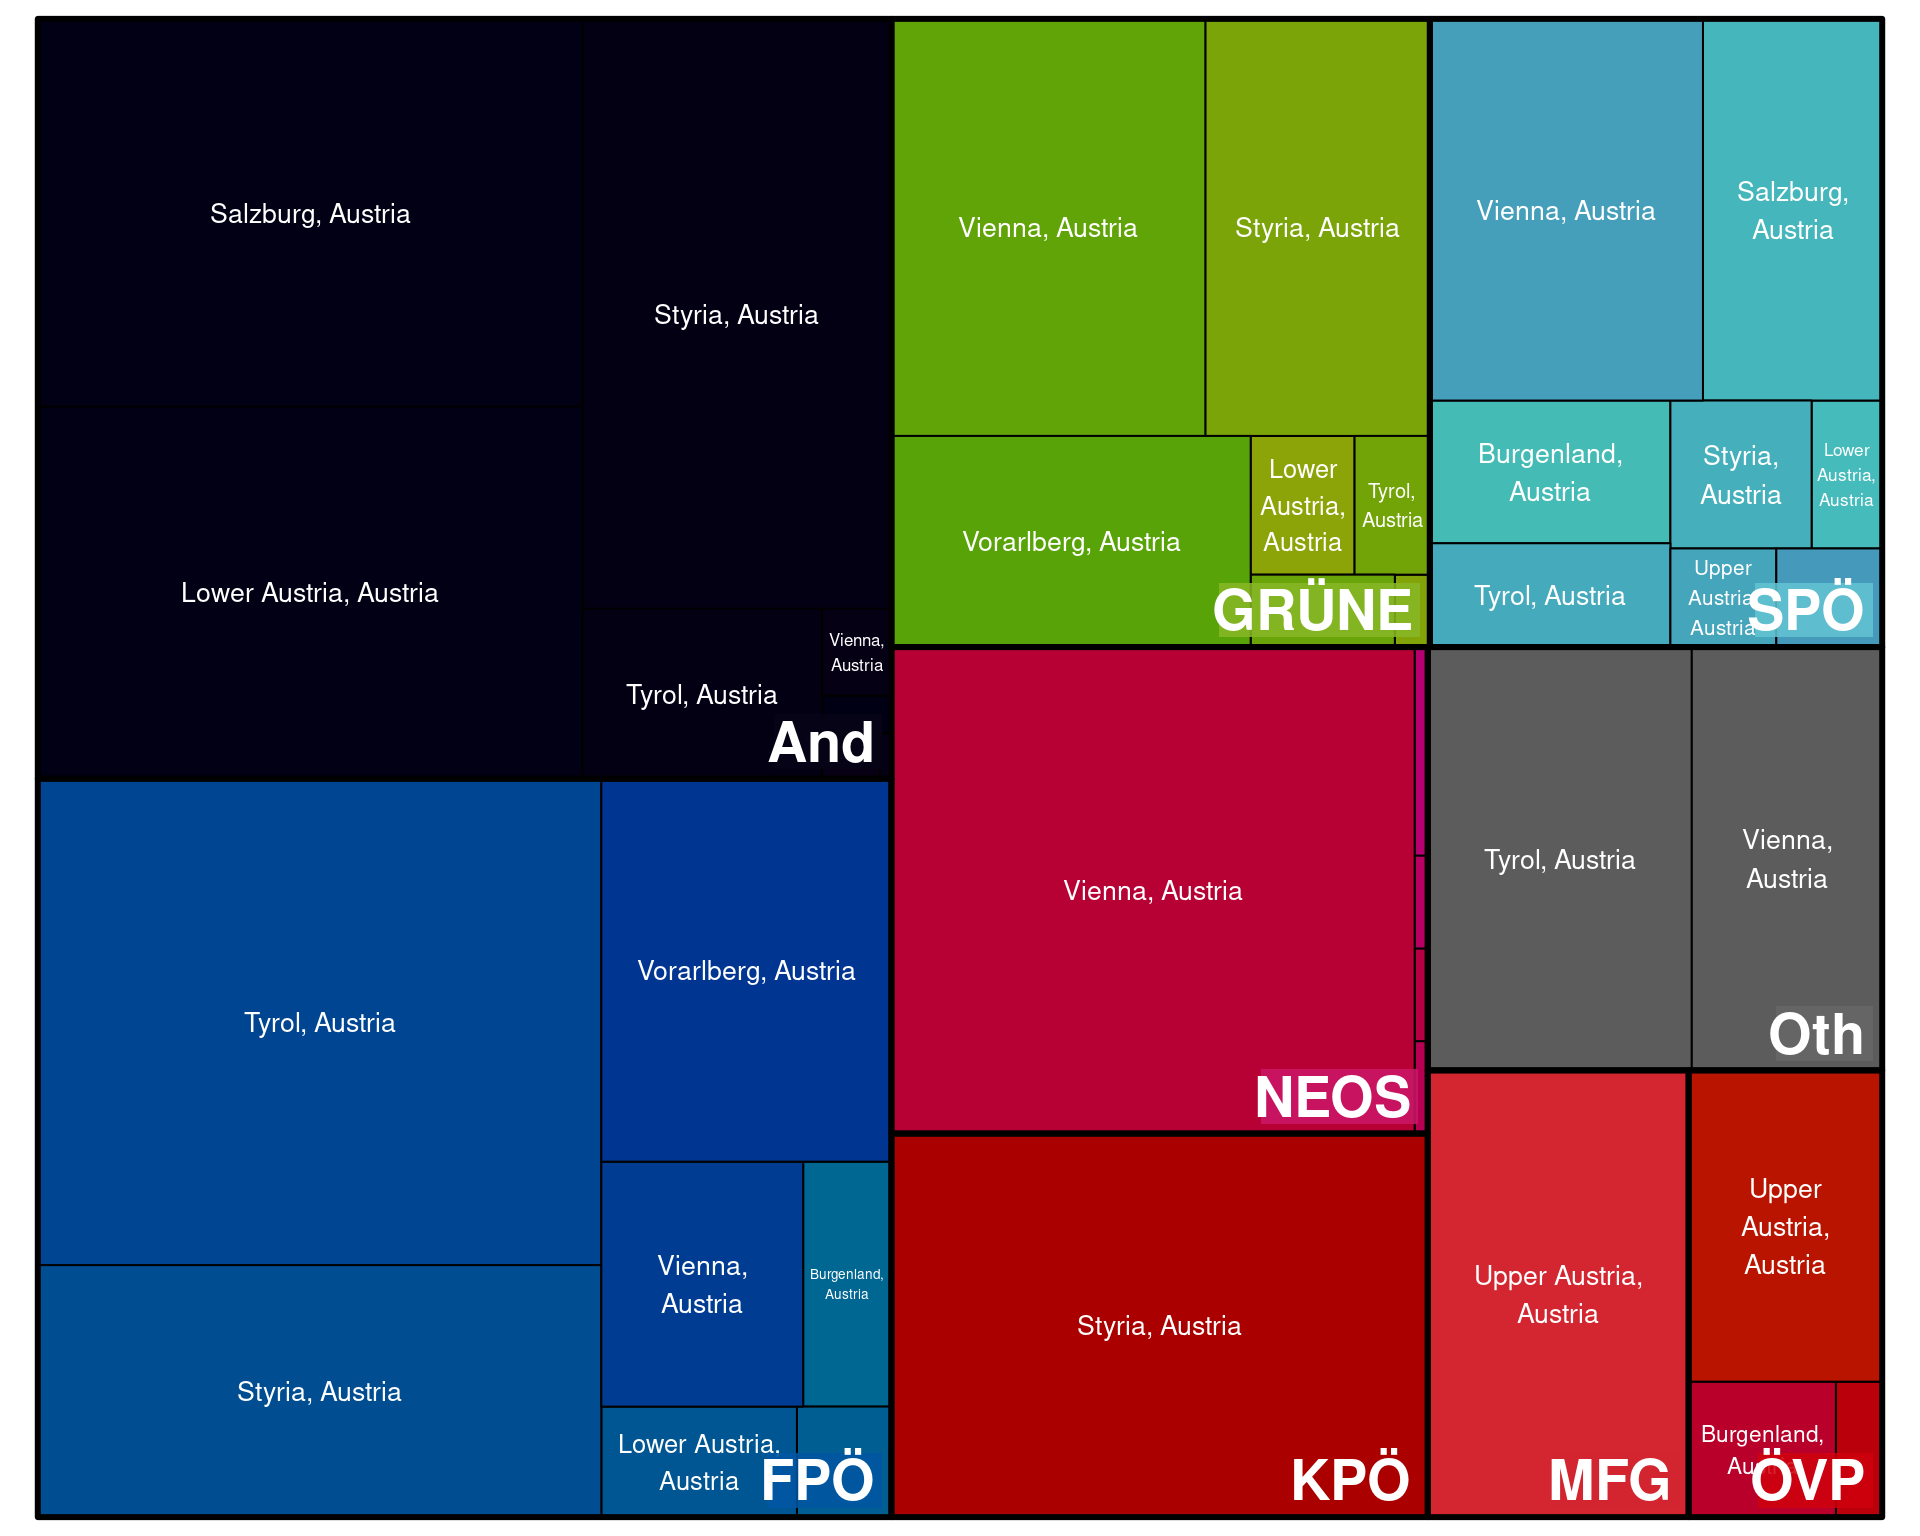 Salzburg, Austria
Styria, Austria
Lower Austria, Austria
Tyrol, Austria
Vienna,
Austria
And
Tyrol, Austria
Vorarlberg, Austria
Styria, Austria
Vienna,
Austria
Burgenland,
Austria
Lower Austria,
Austria
FPÖ
Vienna, Austria
Styria, Austria
Vorarlberg, Austria
Lower
Austria,
Austria
Tyrol,
Austria
GRÜNE
Vienna, Austria
NEOS
Styria, Austria
KPÖ
Vienna, Austria
Salzburg,
Austria
Burgenland,
Austria
Styria,
Austria
Lower
Austria,
Austria
Tyrol, Austria
Upper
Austria,
Austria
SPÖ
Tyrol, Austria
Vienna,
Austria
Oth
Upper Austria,
Austria
MFG
Upper
Austria,
Austria
Burgenland,
Austria
ÖVP